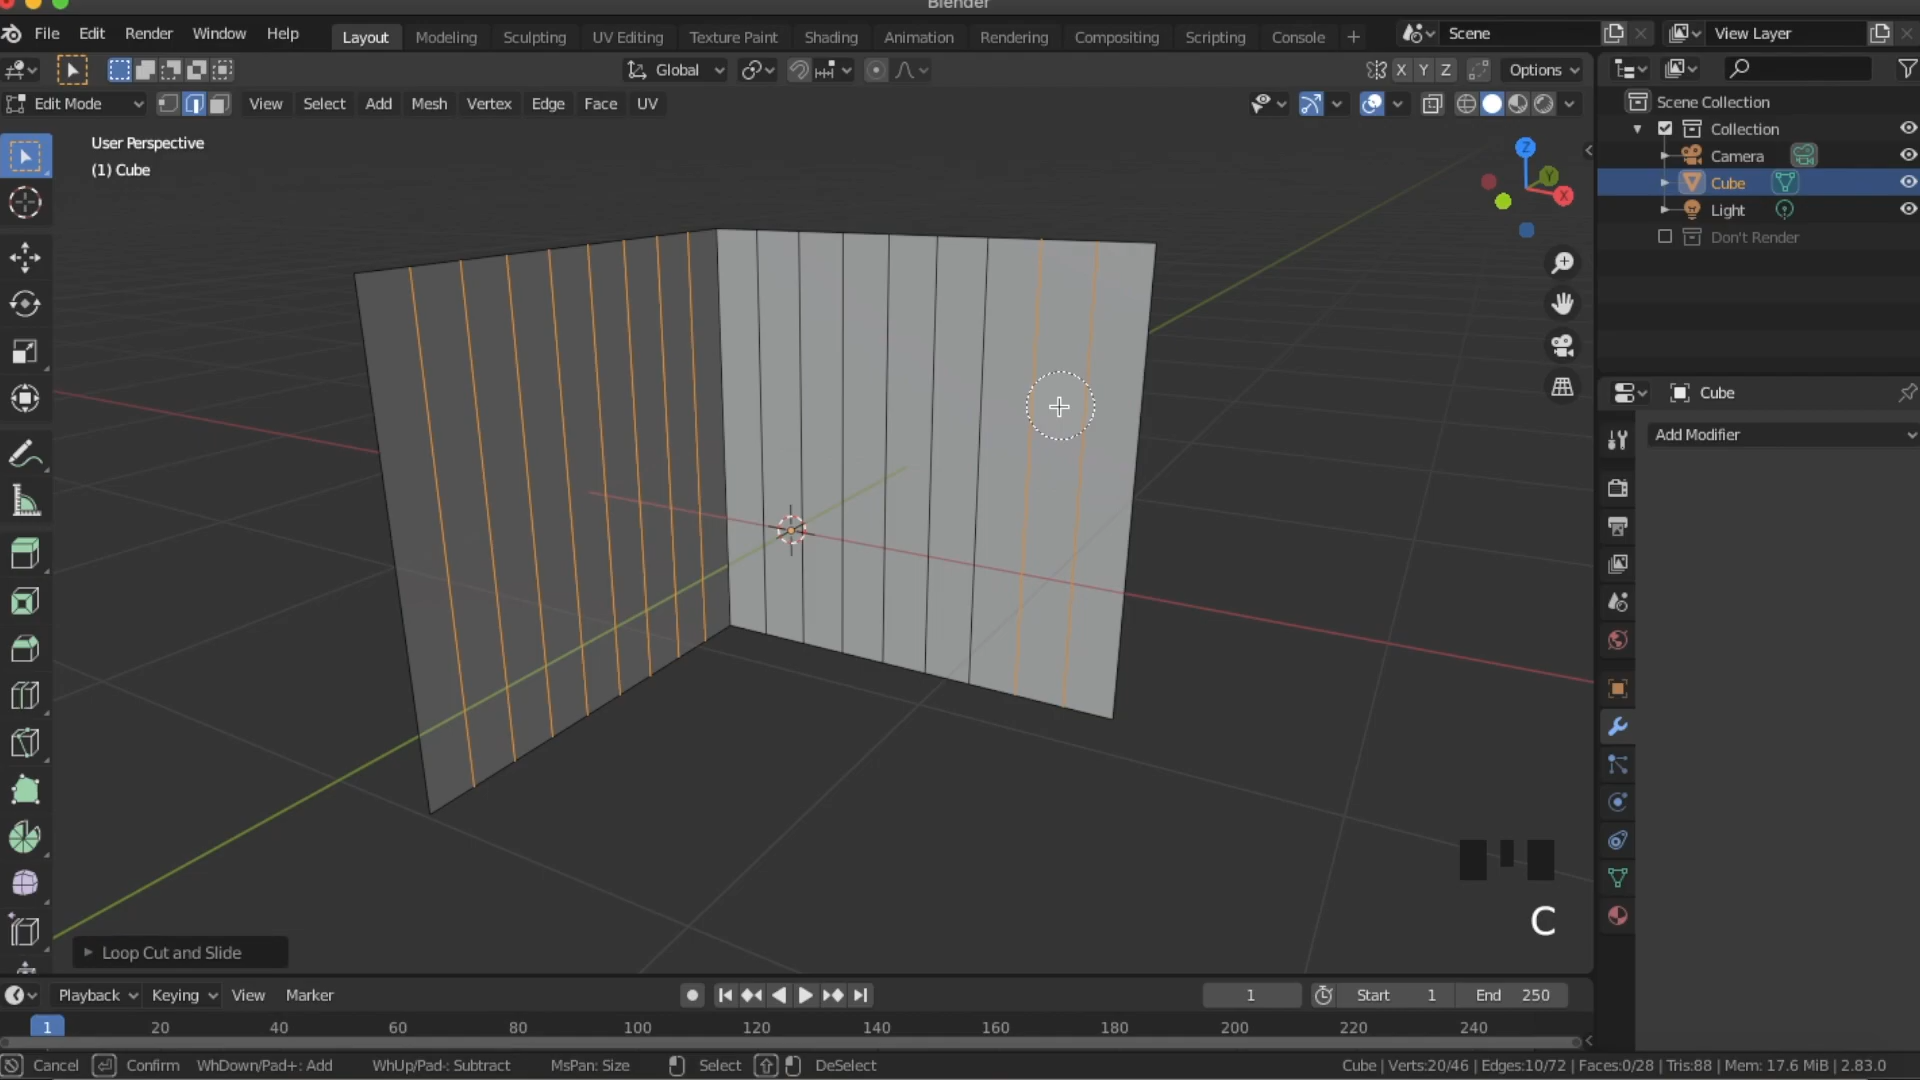 Blender
File Edit Render Window Help Layout Modeling Sculpting UV Editing Texture Paint Shading Animation Rendering Compositing Scripting Console + Scene View Layer
Global X Y Z Options
Edit Mode View Select Add Mesh Vertex Edge Face UV
Scene Collection
Collection
Camera
Cube
Light
Don't Render
User Perspective
(1) Cube
Z
Y
X
Cube
Add Modifier
C
Loop Cut and Slide
Playback Keying View Marker 1 Start 1 End 250
1 20 40 60 80 100 120 140 160 180 200 220 240
Cancel Confirm WhDown/Pad+: Add WhUp/Pad-: Subtract MsPan: Size Select DeSelect Cube | Verts:20/46 | Edges:10/72 | Faces:0/28 | Tris:88 | Mem: 17.6 MiB | 2.83.0